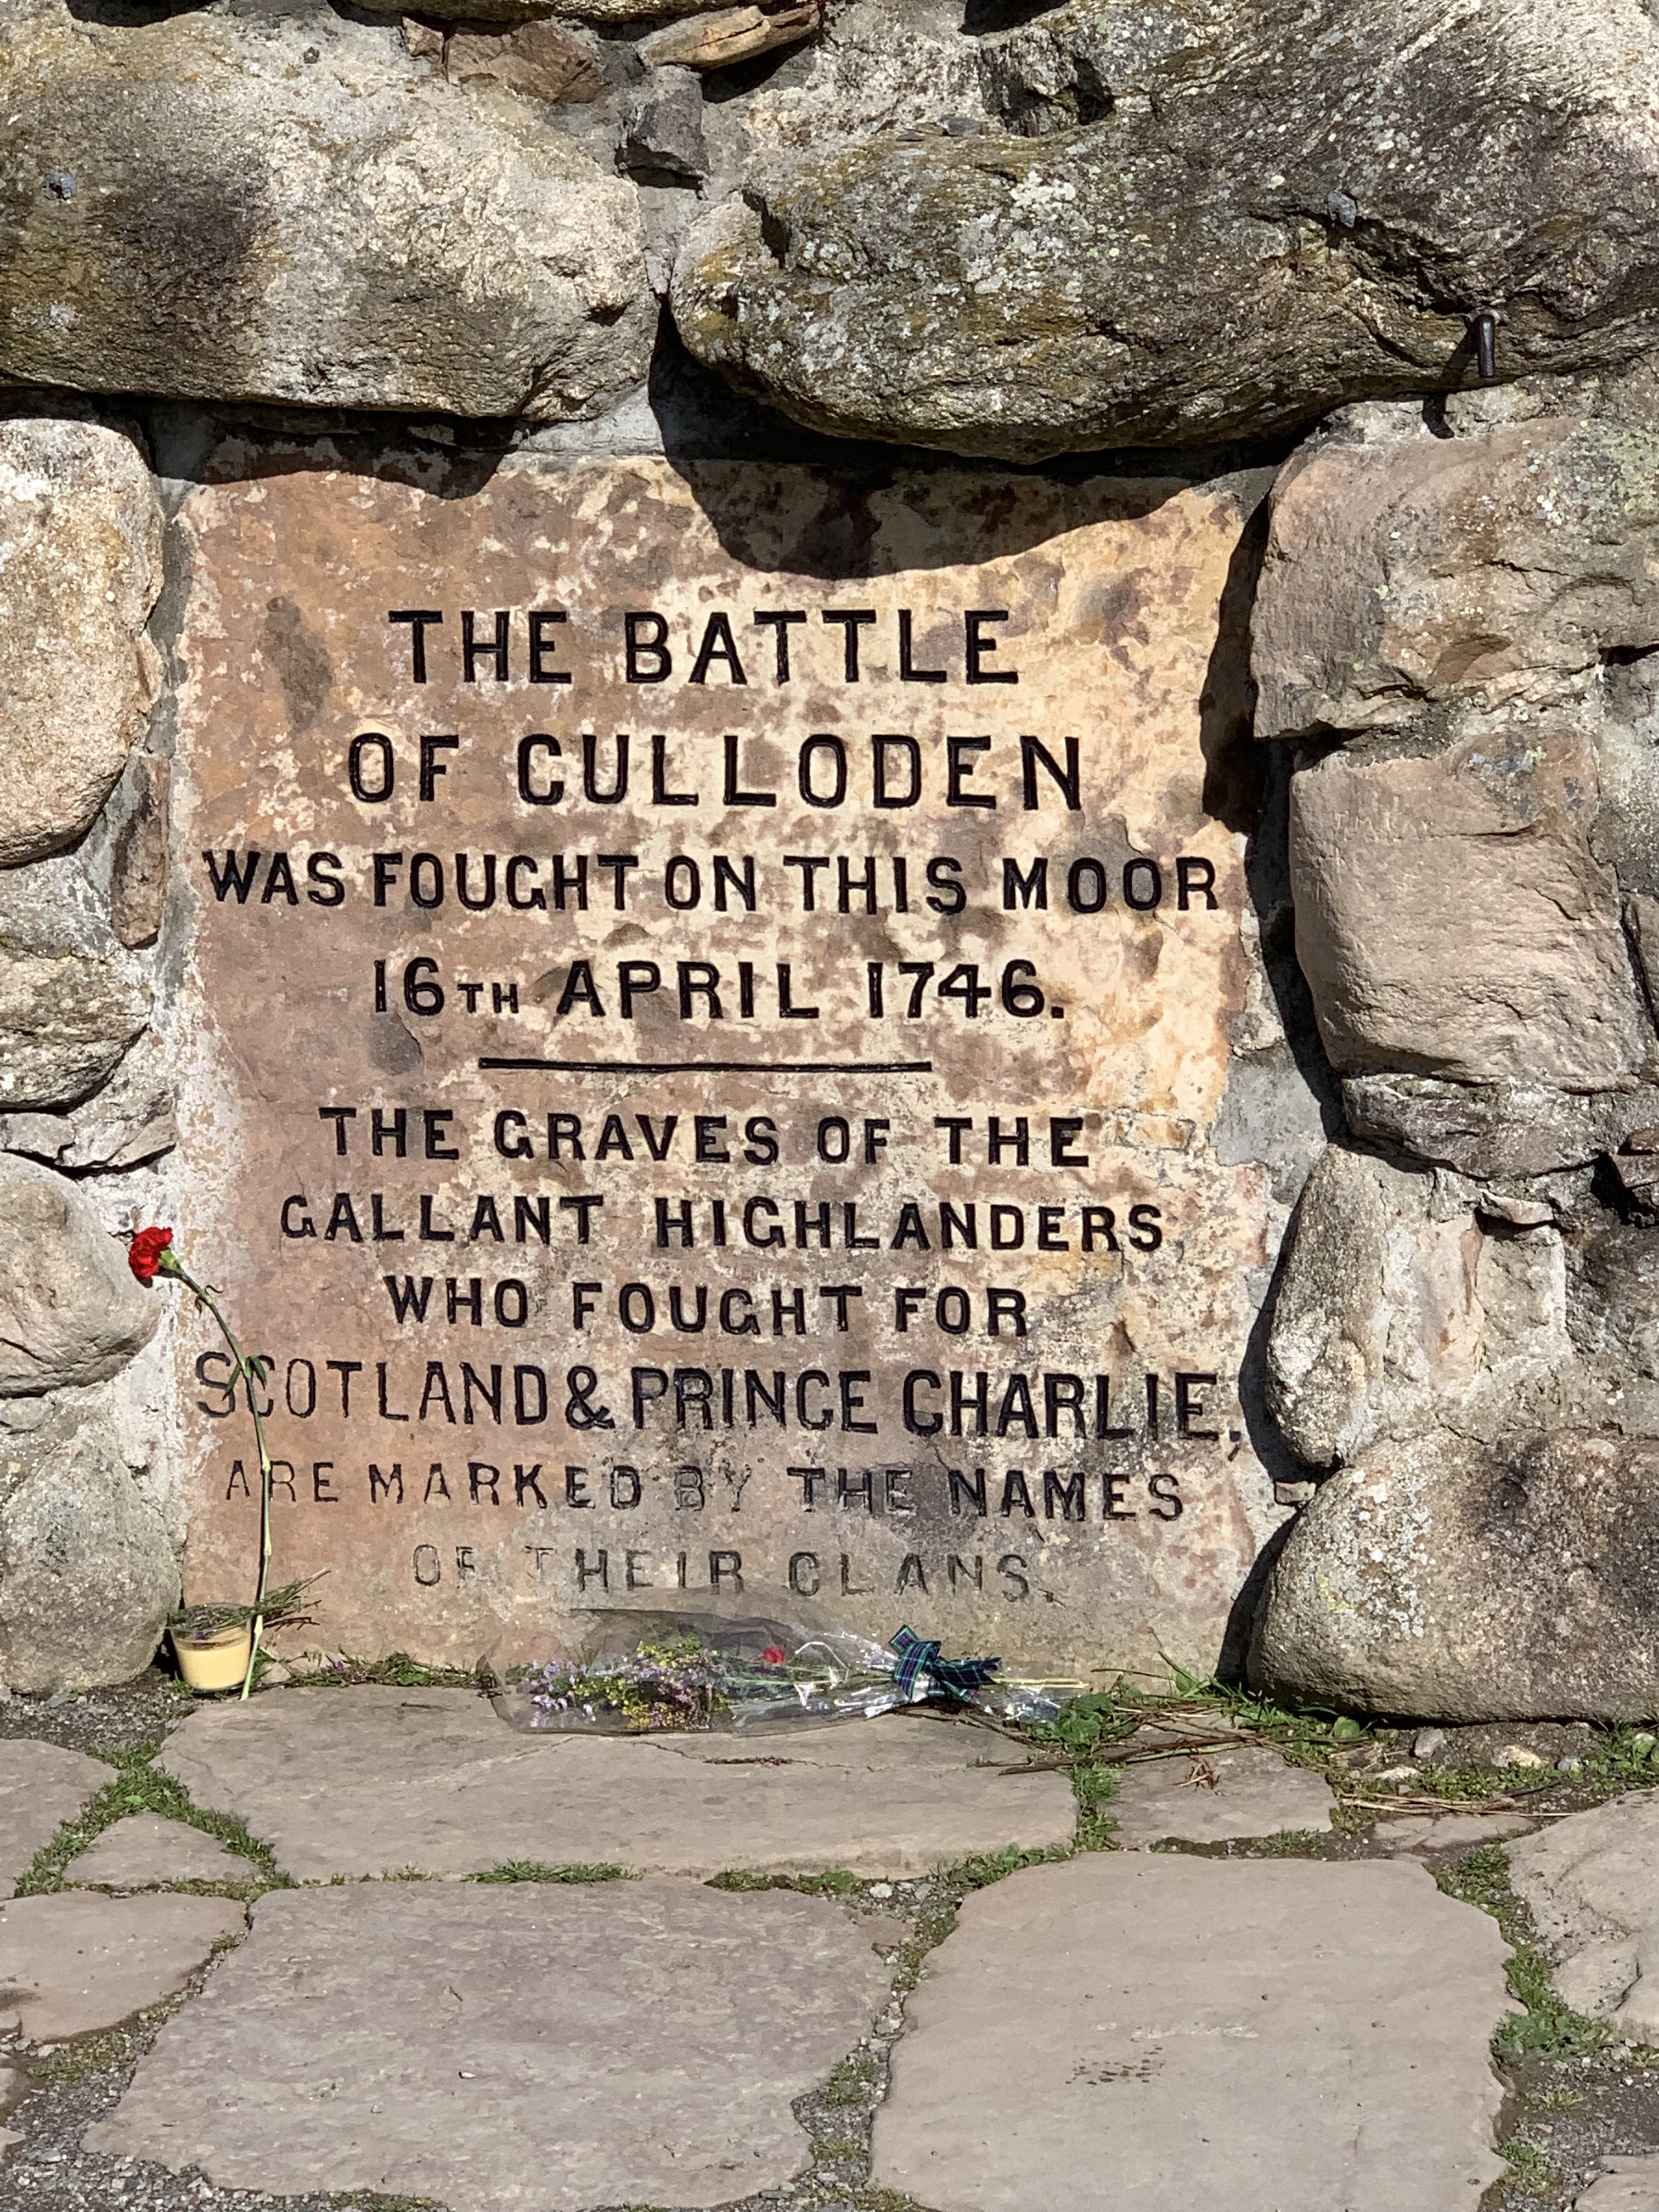 THE BATTLE
OF CULLODEN
WAS FOUGHT ON THIS MOOR
16TH APRIL 1746.
THE GRAVES OF THE
GALLANT HIGHLANDERS
WHO FOUGHT FOR
SCOTLAND & PRINCE CHARLIE,
ARE MARKED BY THE NAMES
OF THEIR CLANS.